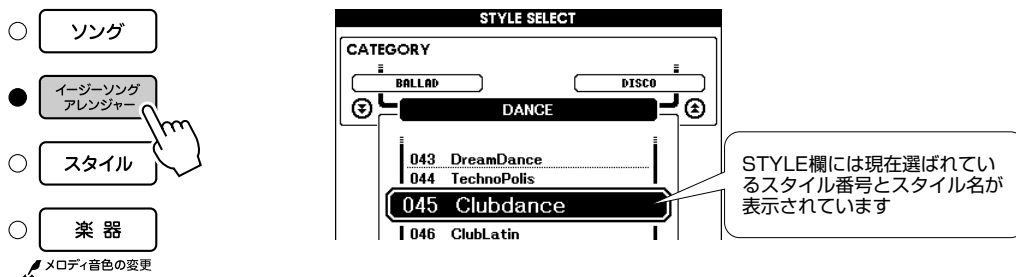 ソング
イージーソング
アレンジャー
スタイル
楽 器
メロディ音色の変更
STYLE SELECT
CATEGORY
BALLAD
DISCO
DANCE
043 DreamDance
044 TechnoPolis
045 Clubdance
046 ClubLatin
STYLE欄には現在選ばれてい
るスタイル番号とスタイル名が
表示されています